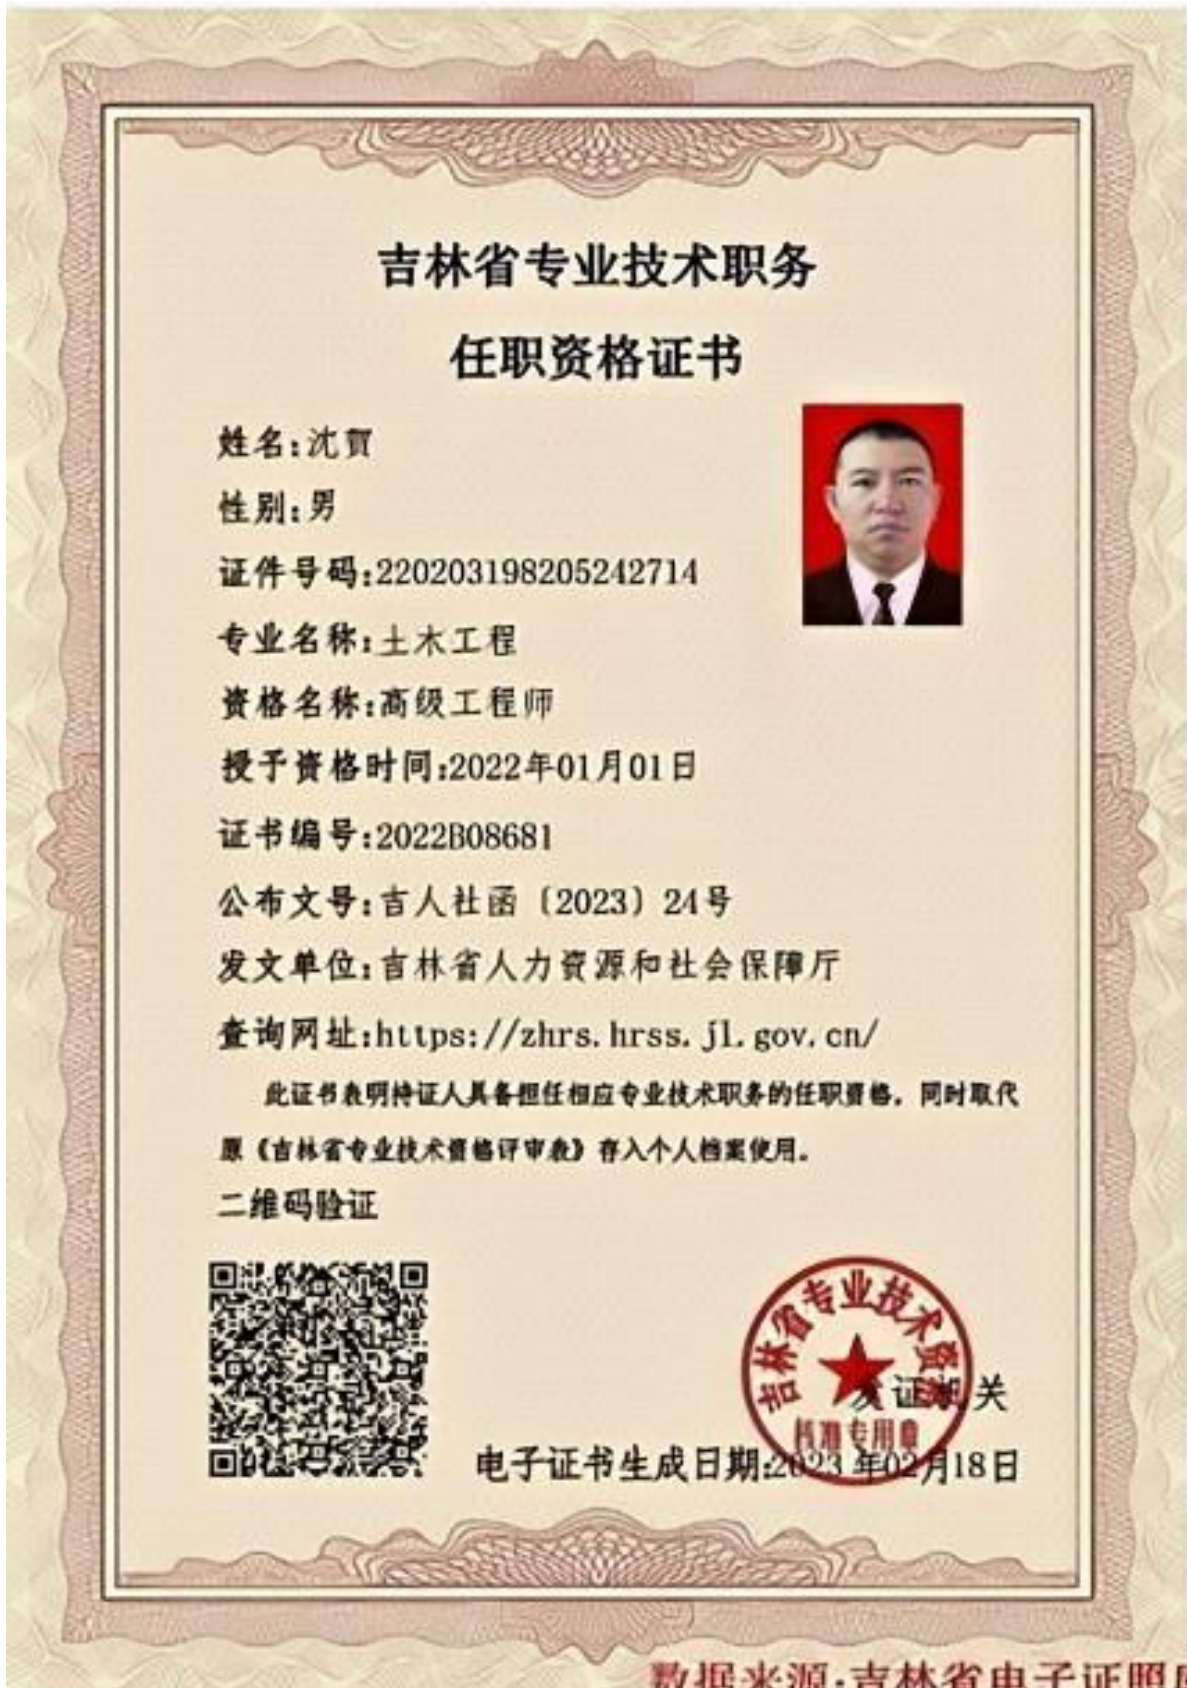 吉林省专业技术职务
任职资格证书
姓名:沈贺
性别:男
证件号码:220203198205242714
专业名称:土木工程
资格名称:高级工程师
授予资格时间:2022年01月01日
证书编号:2022B08681
公布文号:吉人社函〔2023〕24号
发文单位:吉林省人力资源和社会保障厅
查询网址:https://zhrs.hrss.jl.gov.cn/
此证书表明持证人具备担任相应专业技术职务的任职资格，同时取代
原《吉林省专业技术资格评审表》存入个人档案使用。
二维码验证
吉林省专业技术资格
核准专用章
发证机关
电子证书生成日期:2023年02月18日
数据来源:吉林省电子证照库